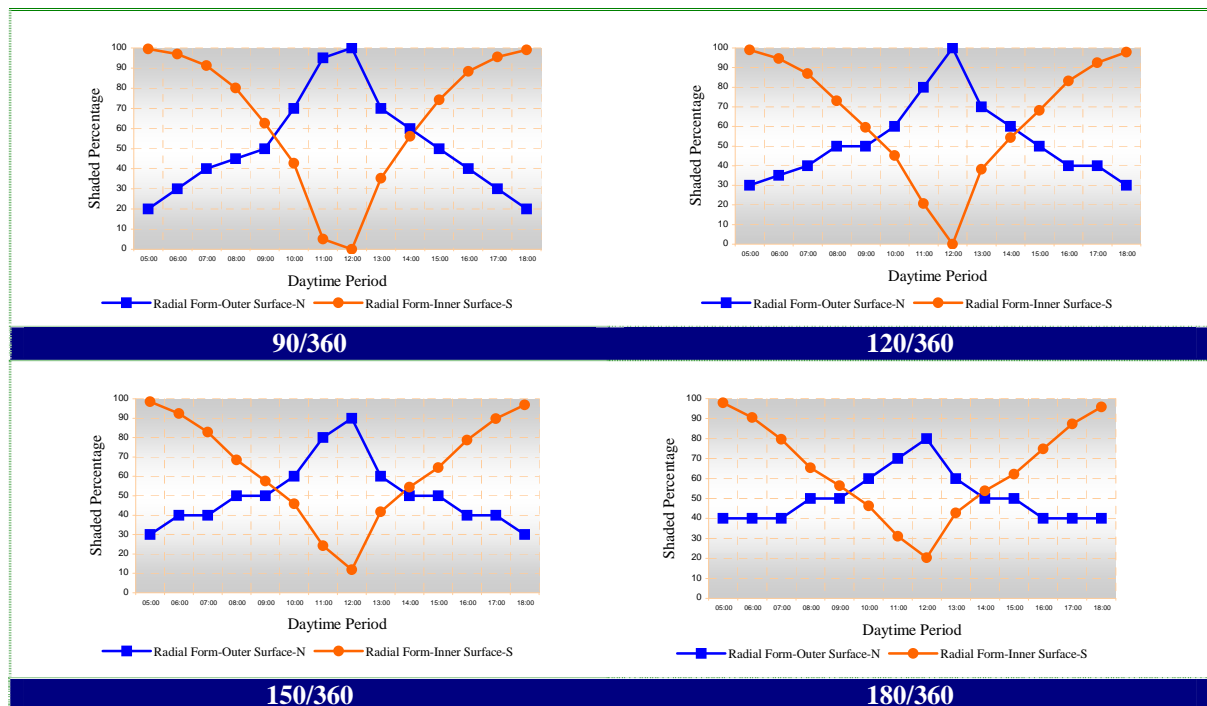 100
90
80
70
60
50
40
30
20
10
0
Shaded Percentage
05:00 06:00 07:00 08:00 09:00 10:00 11:00 12:00 13:00 14:00 15:00 16:00 17:00 18:00
Daytime Period
Radial Form-Outer Surface-N Radial Form-Inner Surface-S
100
90
80
70
60
50
40
30
20
10
0
Shaded Percentage
05:00 06:00 07:00 08:00 09:00 10:00 11:00 12:00 13:00 14:00 15:00 16:00 17:00 18:00
Daytime Period
Radial Form-Outer Surface-N Radial Form-Inner Surface-S
90/360 120/360
100
90
80
70
60
50
40
30
20
10
0
Shaded Percentage
05:00 06:00 07:00 08:00 09:00 10:00 11:00 12:00 13:00 14:00 15:00 16:00 17:00 18:00
Daytime Period
Radial Form-Outer Surface-N Radial Form-Inner Surface-S
100
90
80
70
60
50
40
30
20
10
0
Shaded Percentage
05:00 06:00 07:00 08:00 09:00 10:00 11:00 12:00 13:00 14:00 15:00 16:00 17:00 18:00
Daytime Period
Radial Form-Outer Surface-N Radial Form-Inner Surface-S
150/360 180/360